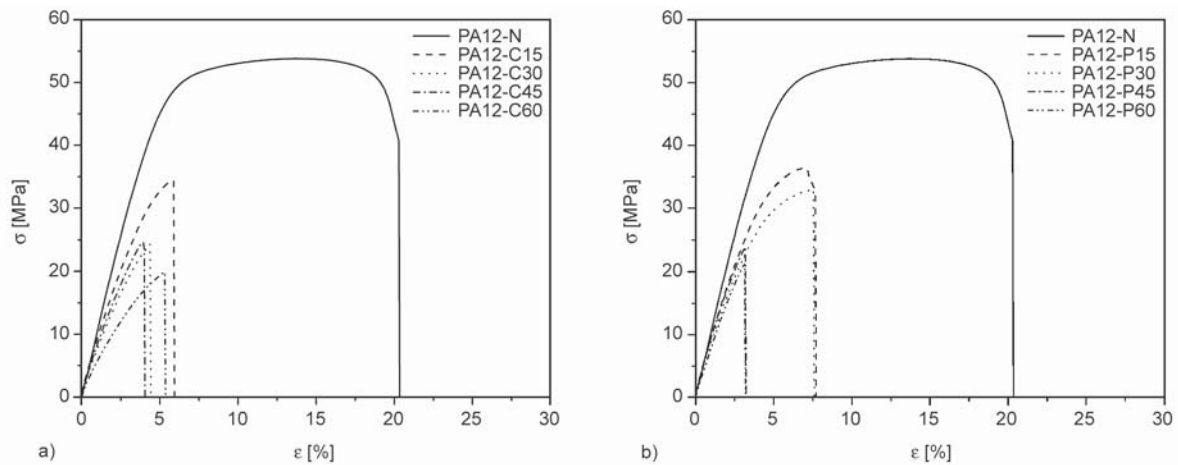 60
50
40
30
20
10
0
σ [MPa]
PA12-N
PA12-C15
PA12-C30
PA12-C45
PA12-C60
0 5 10 15 20 25 30
a) ε [%]
60
50
40
30
20
10
0
σ [MPa]
PA12-N
PA12-P15
PA12-P30
PA12-P45
PA12-P60
0 5 10 15 20 25 30
b) ε [%]